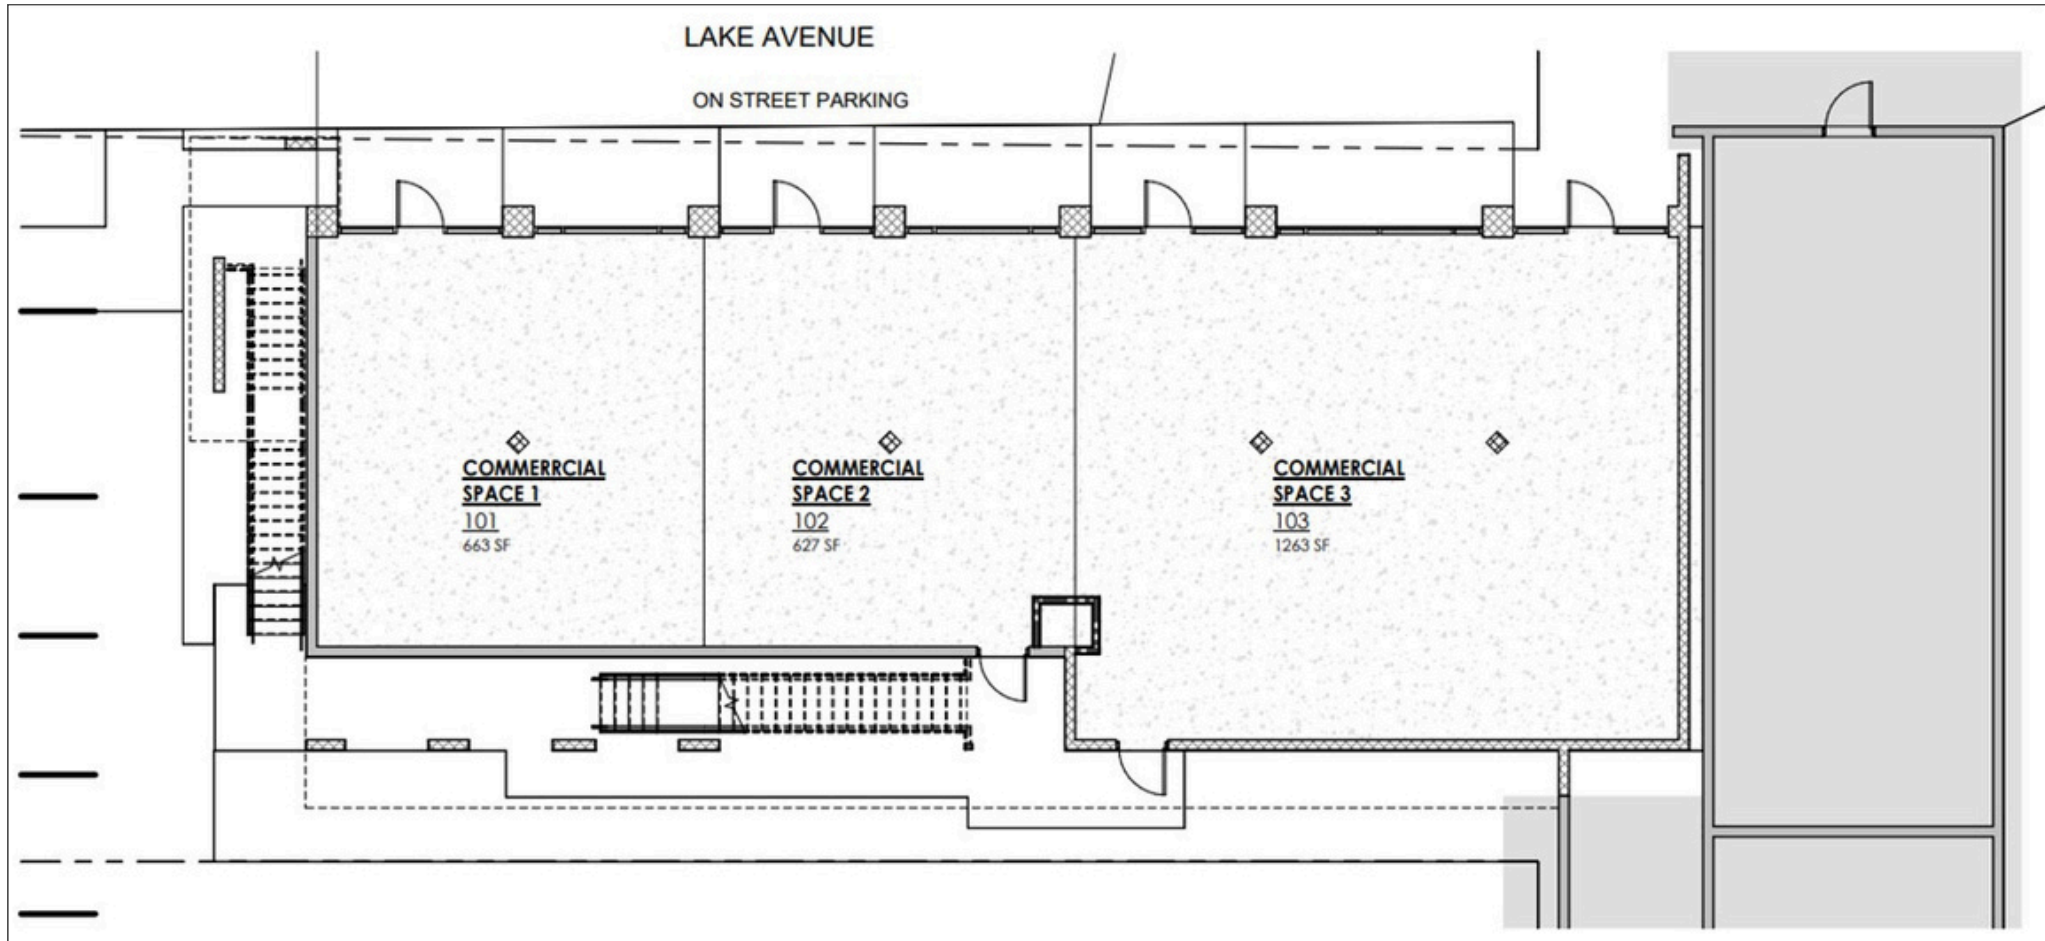 LAKE AVENUE
ON STREET PARKING
COMMERRCIAL
SPACE 1
101
663 SF
COMMERCIAL
SPACE 2
102
627 SF
COMMERCIAL
SPACE 3
103
1263 SF